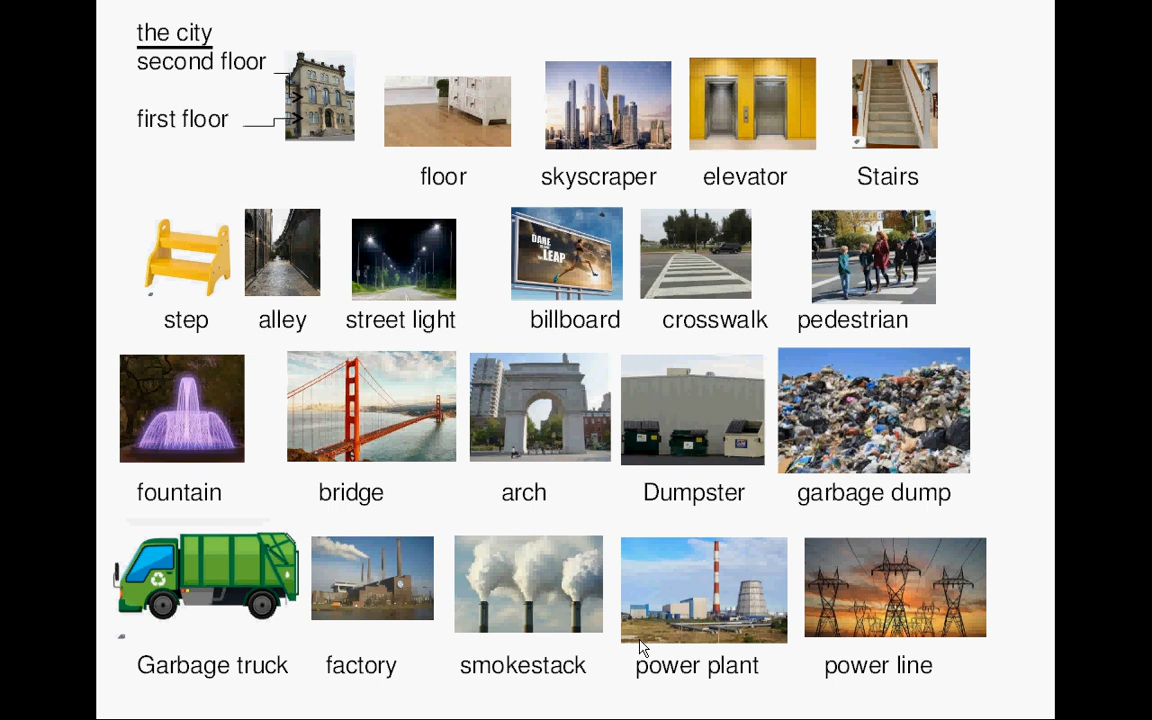 the city
second floor
first floor
floor
skyscraper
elevator
Stairs
DARE
LEAP
step
alley
street light
billboard
crosswalk
pedestrian
fountain
bridge
arch
Dumpster
garbage dump
Garbage truck
factory
smokestack
power plant
power line